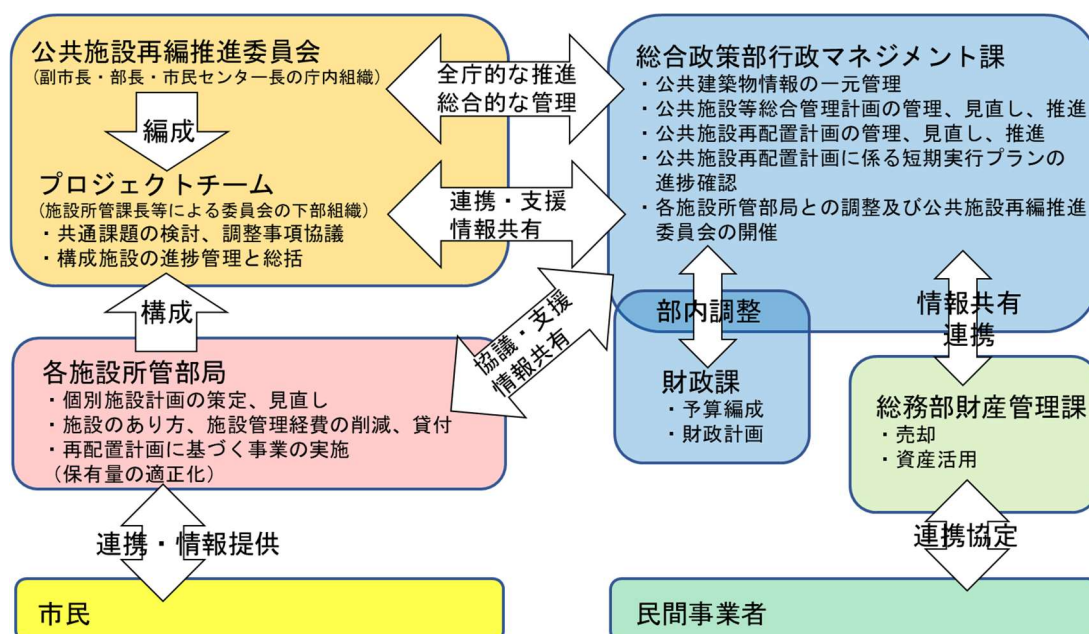 公共施設再編推進委員会
(副市長・部長・市民センター長の庁内組織)
編成
プロジェクトチーム
(施設所管課長等による委員会の下部組織)
・共通課題の検討、調整事項協議
・構成施設の進捗管理と総括
全庁的な推進
総合的な管理
連携・支援
情報共有
総合政策部行政マネジメント課
・公共建築物情報の一元管理
・公共施設等総合管理計画の管理、見直し、推進
・公共施設再配置計画の管理、見直し、推進
・公共施設再配置計画に係る短期実行プランの
進捗確認
・各施設所管部局との調整及び公共施設再編推進
委員会の開催
構成
協議・支援
情報共有
部内調整
情報共有
連携
各施設所管部局
・個別施設計画の策定、見直し
・施設のあり方、施設管理経費の削減、貸付
・再配置計画に基づく事業の実施
(保有量の適正化)
財政課
・予算編成
・財政計画
総務部財産管理課
・売却
・資産活用
連携・情報提供
連携協定
市民
民間事業者